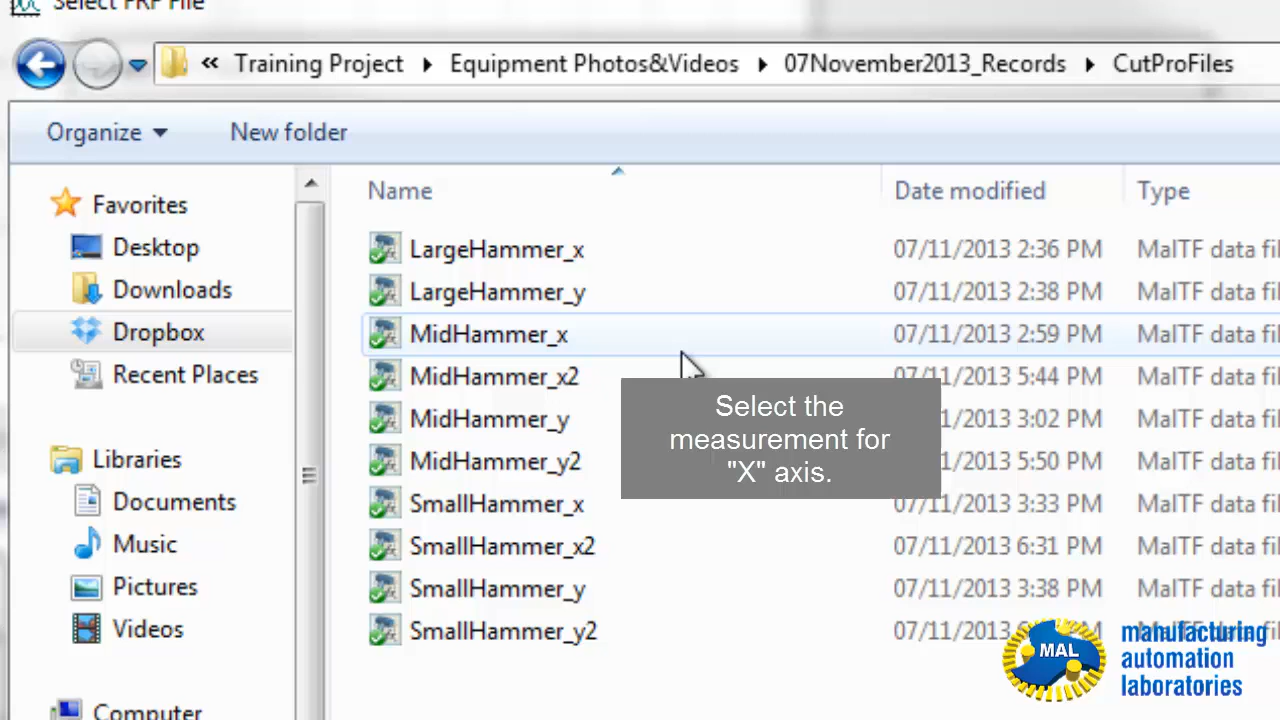 Select FRF File
« Training Project Equipment Photos&Videos 07November2013_Records CutProFiles
Organize New folder
Name Date modified Type
Favorites
Desktop
Downloads
Dropbox
Recent Places
Libraries
Documents
Music
Pictures
Videos
Computer
LargeHammer_x 07/11/2013 2:36 PM MalTF data fil
LargeHammer_y 07/11/2013 2:38 PM MalTF data fil
MidHammer_x 07/11/2013 2:59 PM MalTF data fil
MidHammer_x2 07/11/2013 5:44 PM MalTF data fil
MidHammer_y 07/11/2013 3:02 PM MalTF data fil
MidHammer_y2 07/11/2013 5:50 PM MalTF data fil
SmallHammer_x 07/11/2013 3:33 PM MalTF data fil
SmallHammer_x2 07/11/2013 6:31 PM MalTF data fil
SmallHammer_y 07/11/2013 3:38 PM MalTF data fil
SmallHammer_y2 07/11/2013
Select the
measurement for
"X" axis.
MAL
manufacturing
automation
laboratories